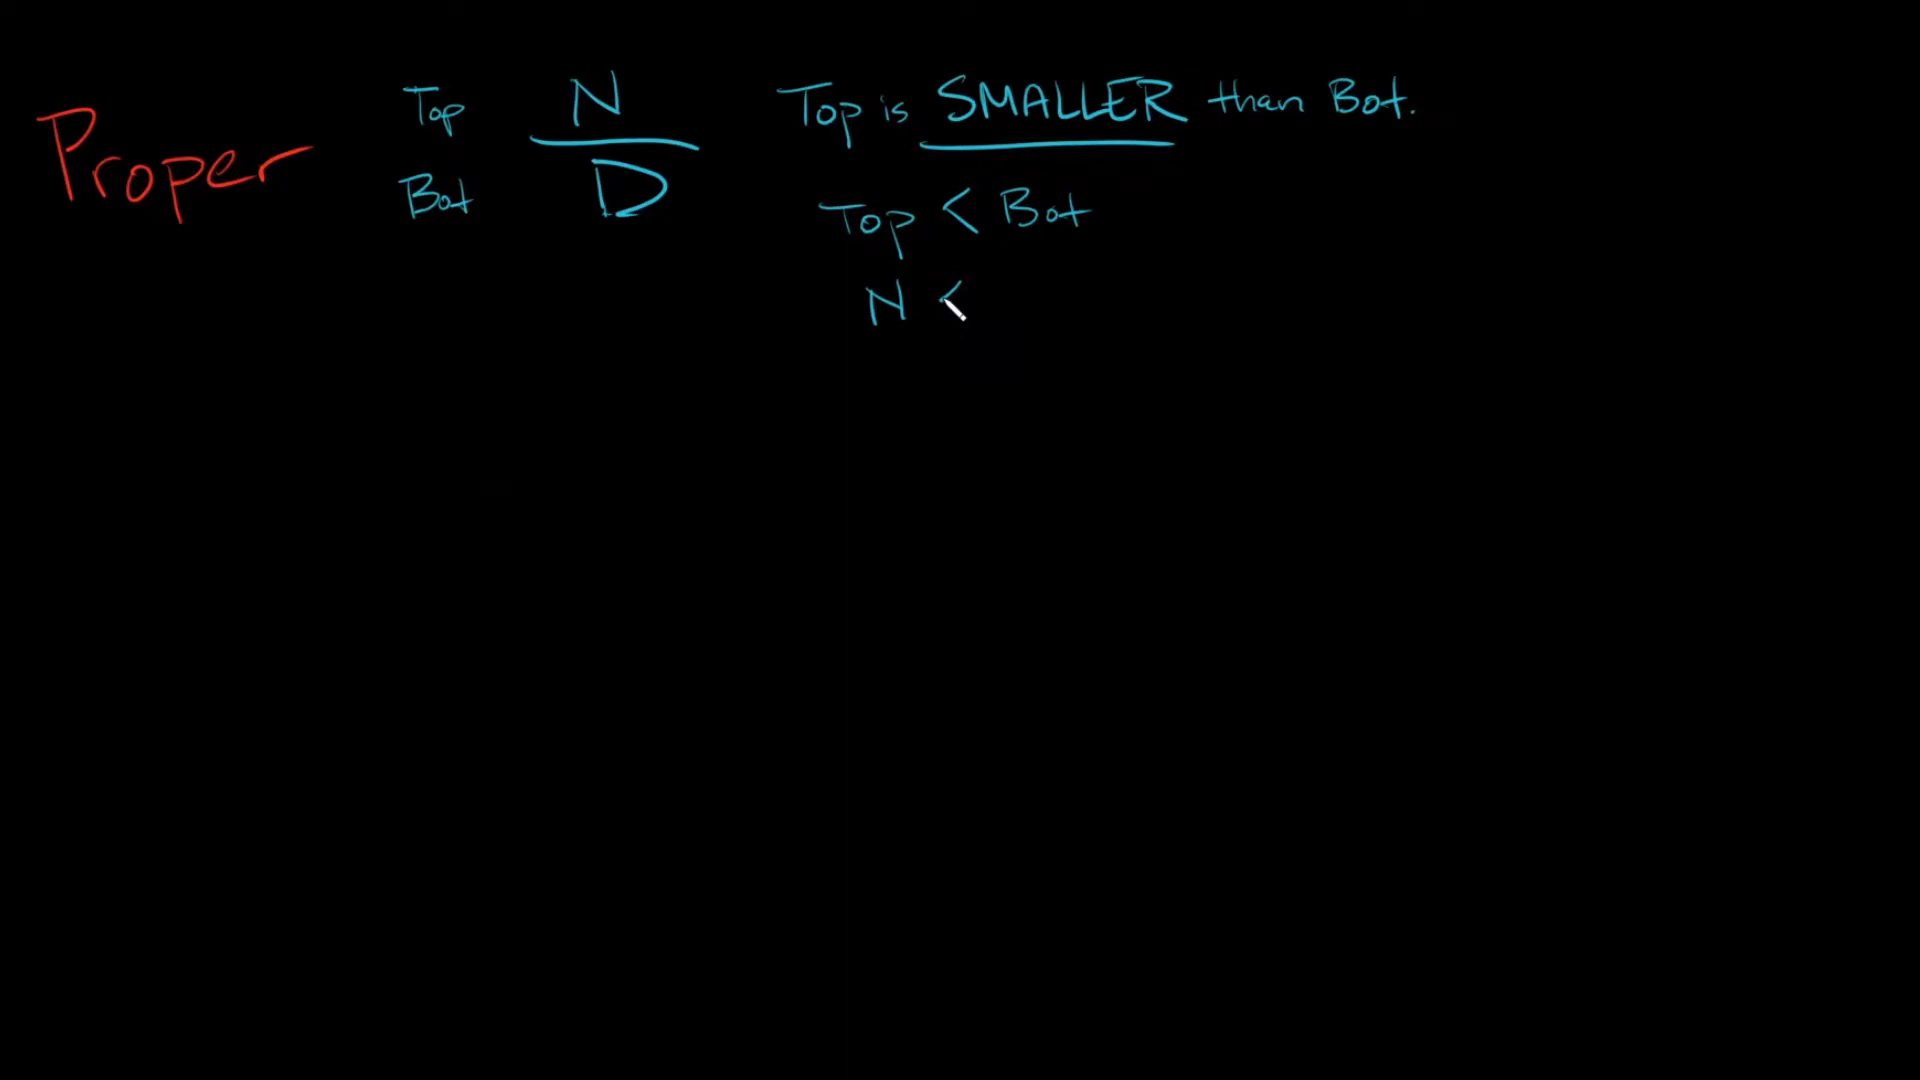 Proper
Top N
Bot D
Top is SMALLER than Bot.
Top < Bot
N <